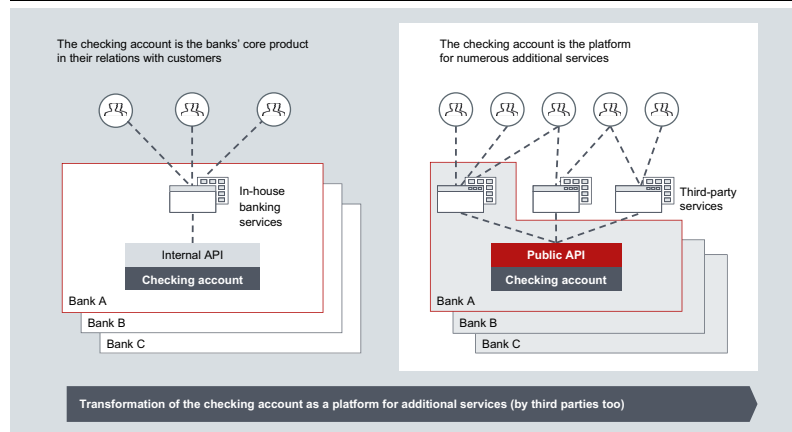 The checking account is the banks' core product
in their relations with customers
In-house
banking
services
Internal API
Checking account
Bank A
Bank B
Bank C
The checking account is the platform
for numerous additional services
Third-party
services
Public API
Checking account
Bank A
Bank B
Bank C
Transformation of the checking account as a platform for additional services (by third parties too)